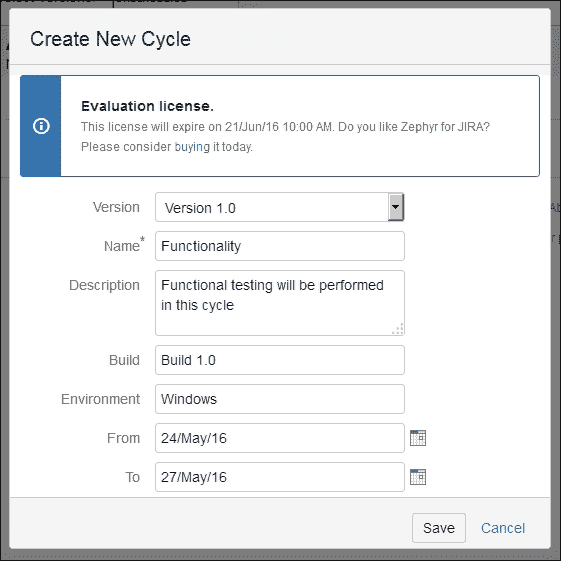 Create New Cycle
Evaluation license.
This license will expire on 21/Jun/16 10:00 AM. Do you like Zephyr for JIRA?
Please consider buying it today.
Version Version 1.0
Name* Functionality
Description Functional testing will be performed
in this cycle
Build Build 1.0
Environment Windows
From 24/May/16
To 27/May/16
Save Cancel